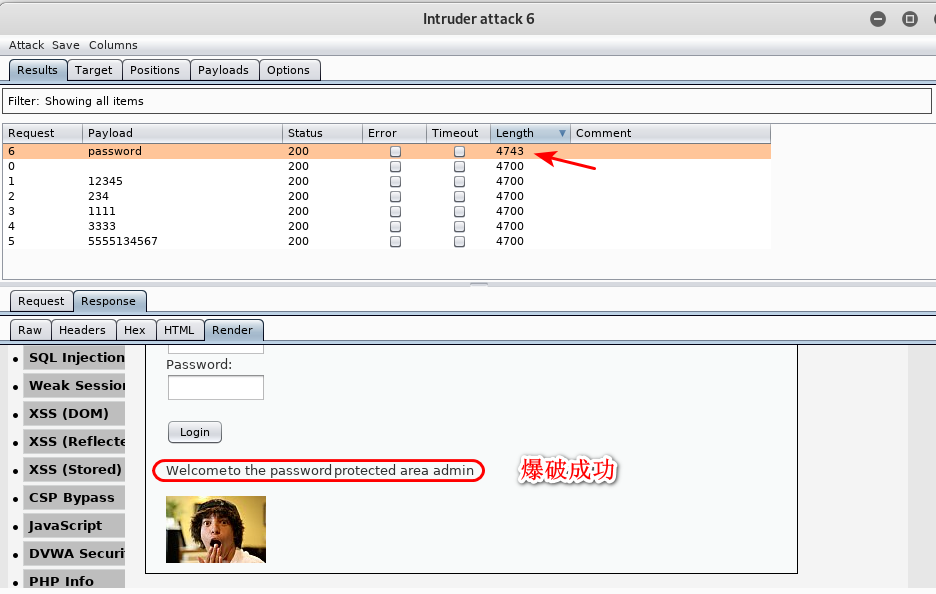 Intruder attack 6
Attack Save Columns
Results Target Positions Payloads Options
Filter: Showing all items
Request Payload Status Error Timeout Length Comment
6 password 200 4743
0 200 4700
1 12345 200 4700
2 234 200 4700
3 1111 200 4700
4 3333 200 4700
5 5555134567 200 4700
Request Response
Raw Headers Hex HTML Render
SQL Injection
Weak Session
XSS (DOM)
XSS (Reflecte
XSS (Stored)
CSP Bypass
JavaScript
DVWA Securi
PHP Info
Password:
Login
Welcome to the password protected area admin
爆破成功